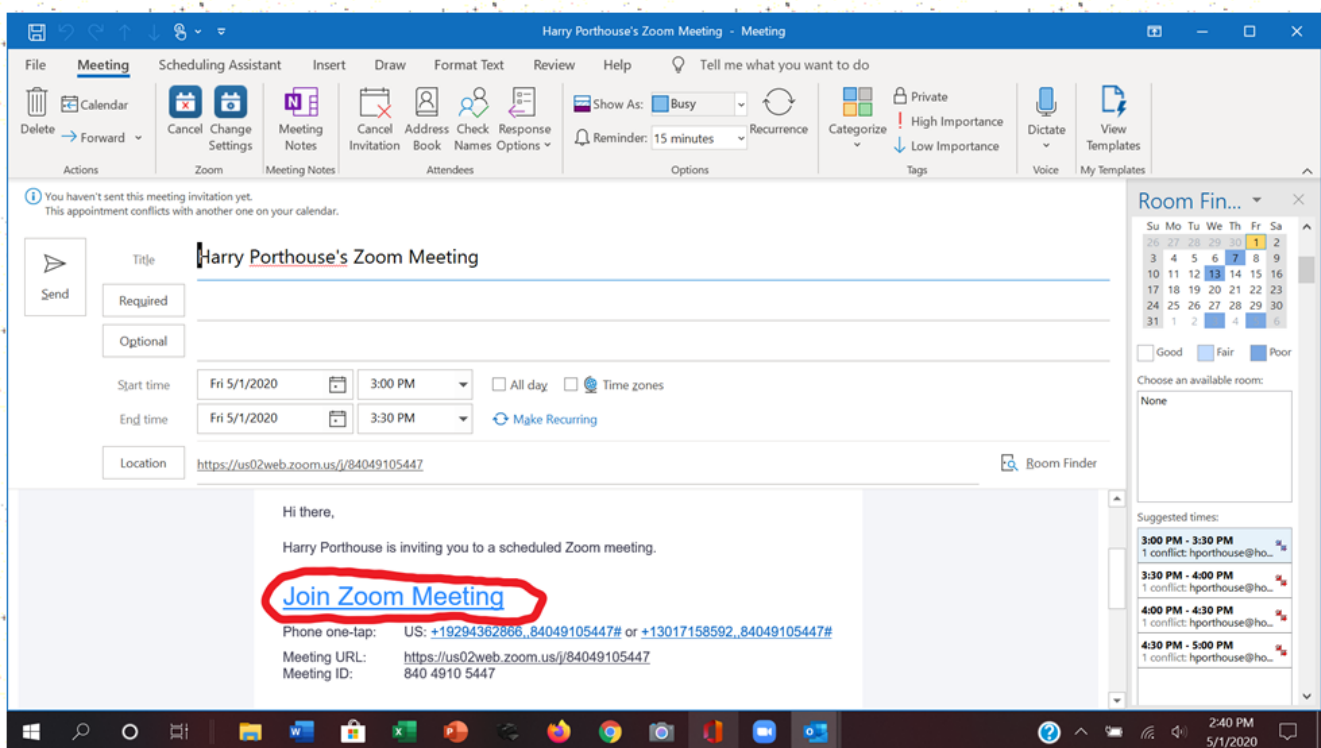 Harry Porthouse's Zoom Meeting - Meeting
File Meeting Scheduling Assistant Insert Draw Format Text Review Help Tell me what you want to do
Delete
Calendar
Forward
Actions
Cancel Change Settings
Zoom
Meeting Notes
Meeting Notes
Cancel Invitation
Address Book
Check Names
Response Options
Attendees
Show As: Busy
Reminder: 15 minutes
Recurrence
Options
Categorize
Private
High Importance
Low Importance
Tags
Dictate
Voice
View Templates
My Templates
You haven't sent this meeting invitation yet.
This appointment conflicts with another one on your calendar.
Send
Title Harry Porthouse's Zoom Meeting
Required
Optional
Start time Fri 5/1/2020 3:00 PM All day Time zones
End time Fri 5/1/2020 3:30 PM Make Recurring
Location https://us02web.zoom.us/j/84049105447 Room Finder
Hi there,
Harry Porthouse is inviting you to a scheduled Zoom meeting.
Join Zoom Meeting
Phone one-tap: US: +19294362866,,84049105447# or +13017158592,,84049105447#
Meeting URL: https://us02web.zoom.us/j/84049105447
Meeting ID: 840 4910 5447
Room Fin...
Su Mo Tu We Th Fr Sa
26 27 28 29 30 1 2
3 4 5 6 7 8 9
10 11 12 13 14 15 16
17 18 19 20 21 22 23
24 25 26 27 28 29 30
31 1 2 4 6
Good Fair Poor
Choose an available room:
None
Suggested times:
3:00 PM - 3:30 PM
1 conflict: hporthouse@ho...
3:30 PM - 4:00 PM
1 conflict: hporthouse@ho...
4:00 PM - 4:30 PM
1 conflict: hporthouse@ho...
4:30 PM - 5:00 PM
1 conflict: hporthouse@ho...
2:40 PM
5/1/2020